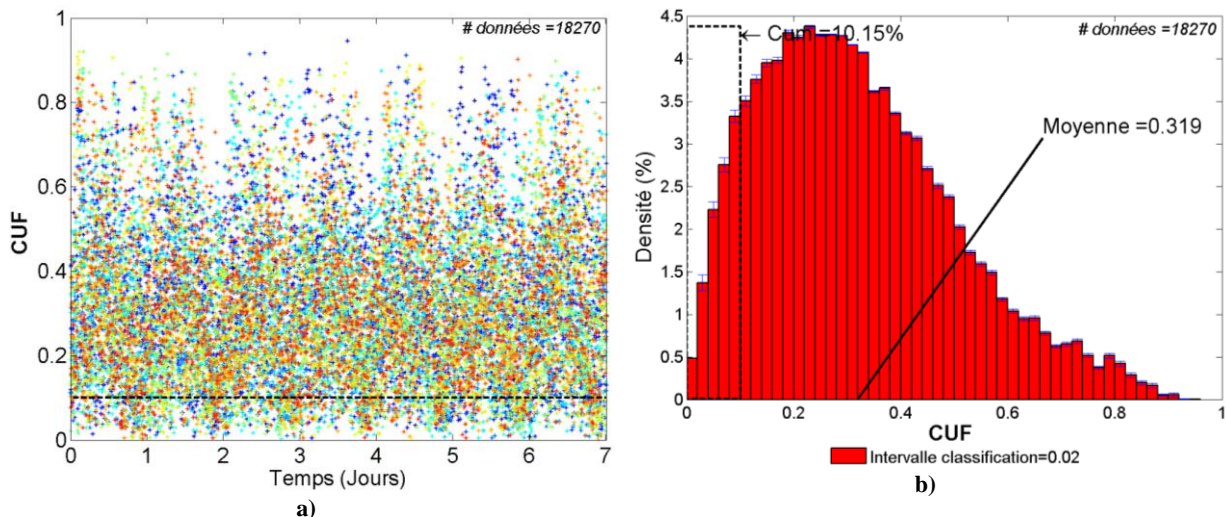 # données =18270
1
0.8
0.6
0.4
0.2
0
CUF
0 1 2 3 4 5 6 7
Temps (Jours)
a)
# données =18270
← Cum =10.15%
Moyenne =0.319
4.5
4
3.5
3
2.5
2
1.5
1
0.5
0
Densité (%)
0 0.2 0.4 0.6 0.8 1
CUF
Intervalle classification=0.02
b)